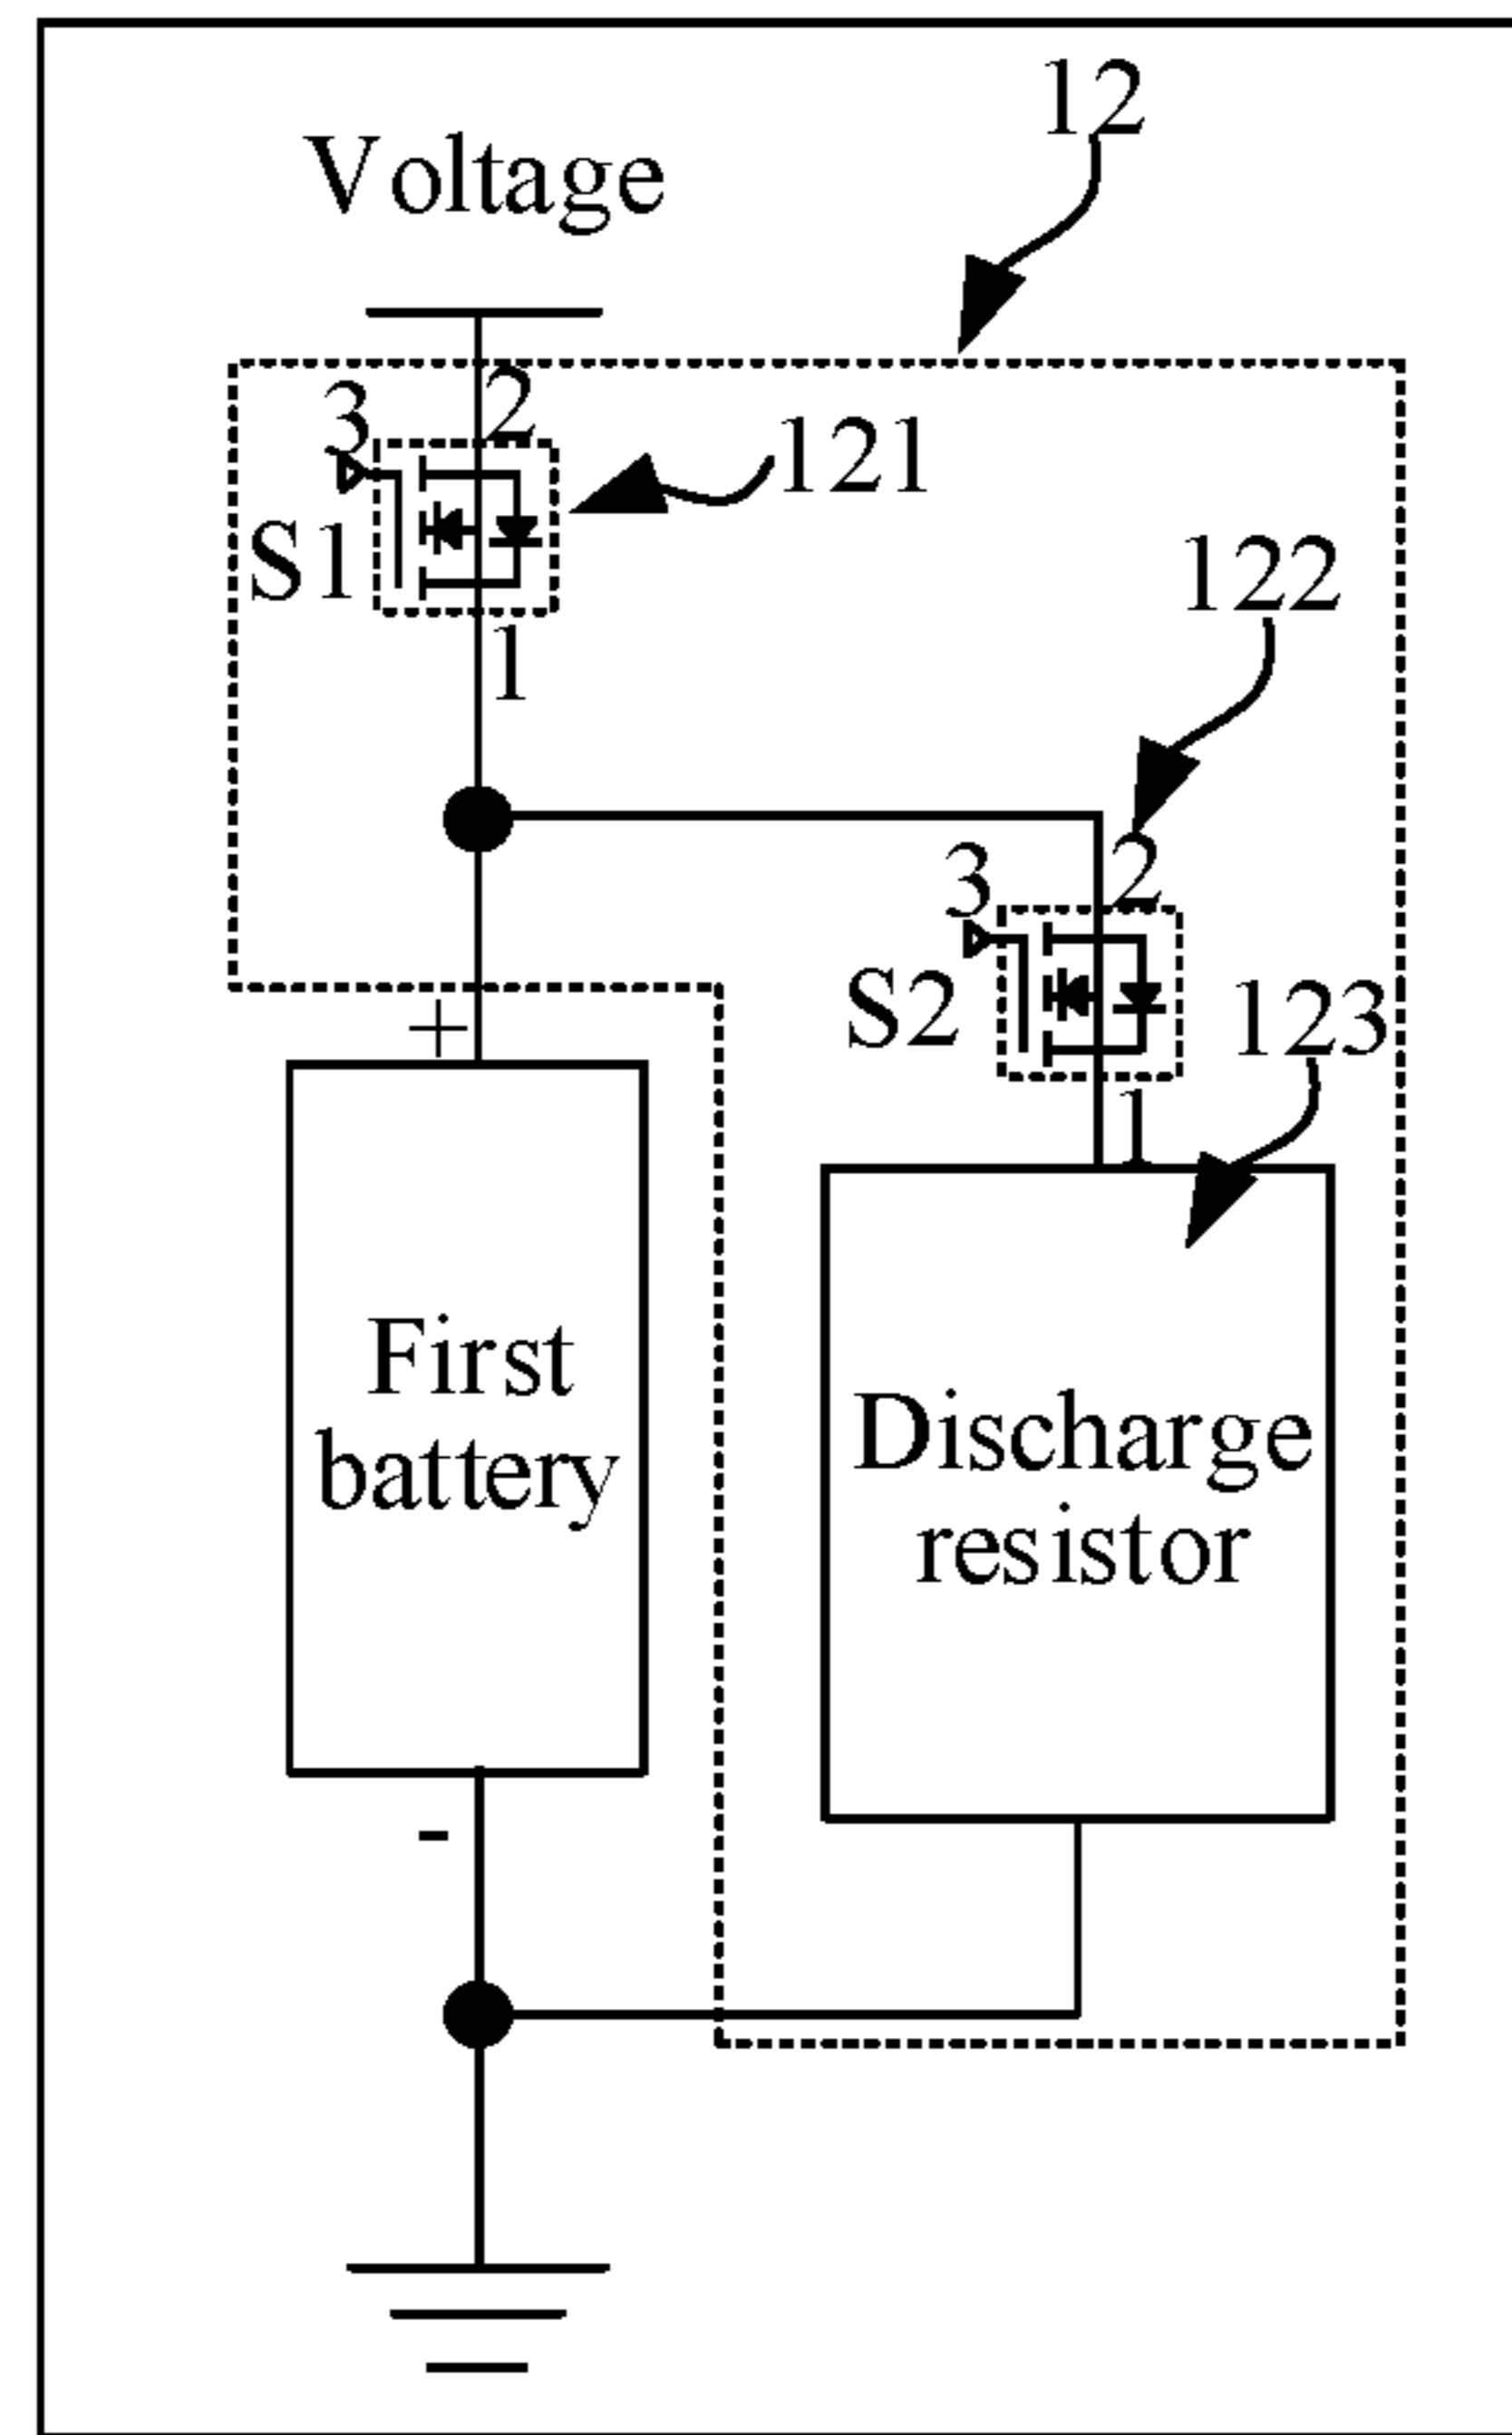 12
Voltage
3
2
121
S1
1
122
3
2
S2
123
+
1
First
battery
Discharge
resistor
-